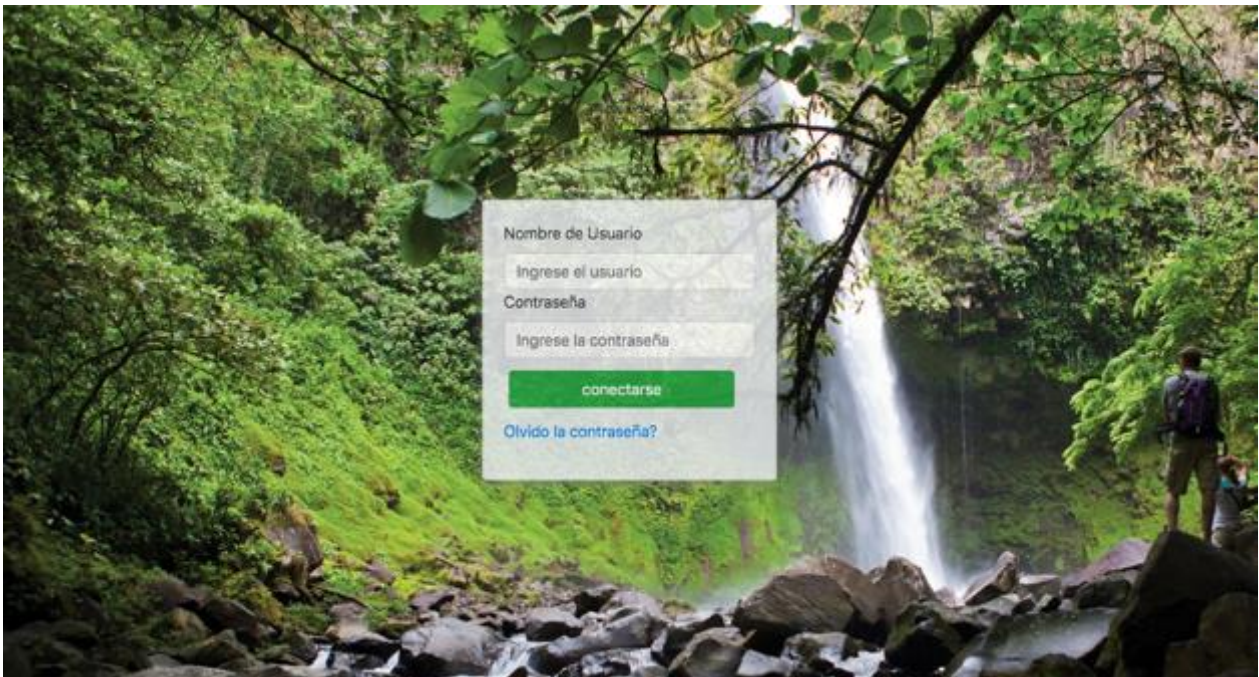 Nombre de Usuario
Ingrese el usuario
Contraseña
Ingrese la contraseña
conectarse
Olvido la contraseña?